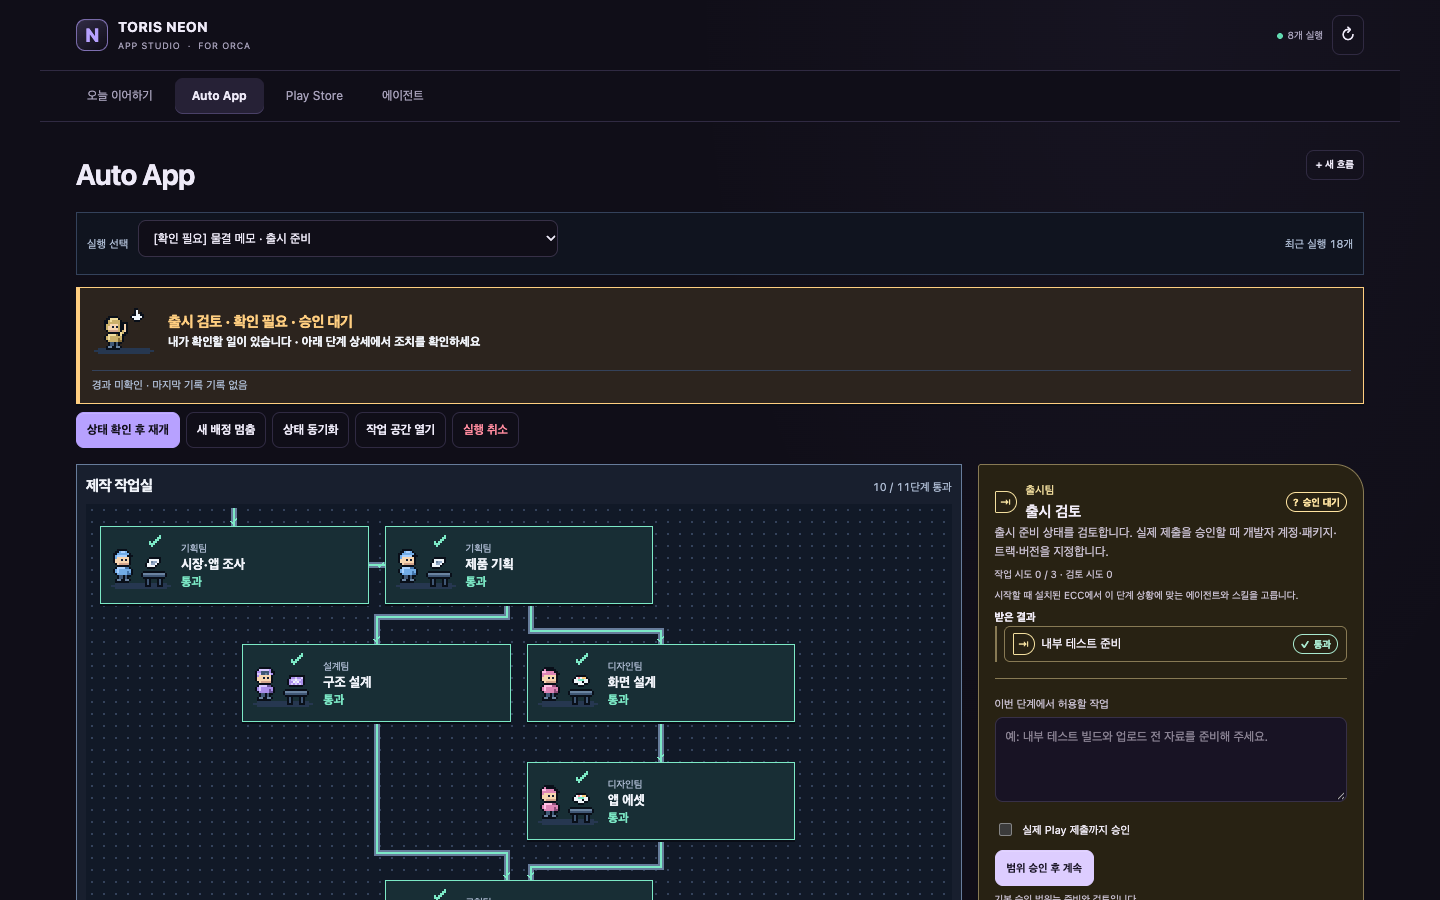 N
TORIS NEON
APP STUDIO · FOR ORCA
8개 실행
오늘 이어하기
Auto App
Play Store
에이전트
Auto App
+ 새 흐름
실행 선택
[확인 필요] 물결 메모 · 출시 준비
최근 실행 18개
출시 검토 · 확인 필요 · 승인 대기
내가 확인할 일이 있습니다 · 아래 단계 상세에서 조치를 확인하세요
경과 미확인 · 마지막 기록 기록 없음
상태 확인 후 재개
새 배정 멈춤
상태 동기화
작업 공간 열기
실행 취소
제작 작업실
10 / 11단계 통과
기획팀
시장·앱 조사
통과
기획팀
제품 기획
통과
설계팀
구조 설계
통과
디자인팀
화면 설계
통과
디자인팀
앱 에셋
통과
출시팀
출시 검토
? 승인 대기
출시 준비 상태를 검토합니다. 실제 제출을 승인할 때 개발자 계정·패키지·
트랙·버전을 지정합니다.
작업 시도 0 / 3 · 검토 시도 0
시작할 때 설치된 ECC에서 이 단계 상황에 맞는 에이전트와 스킬을 고릅니다.
받은 결과
내부 테스트 준비
✓ 통과
이번 단계에서 허용할 작업
예: 내부 테스트 빌드와 업로드 전 자료를 준비해 주세요.
실제 Play 제출까지 승인
범위 승인 후 계속